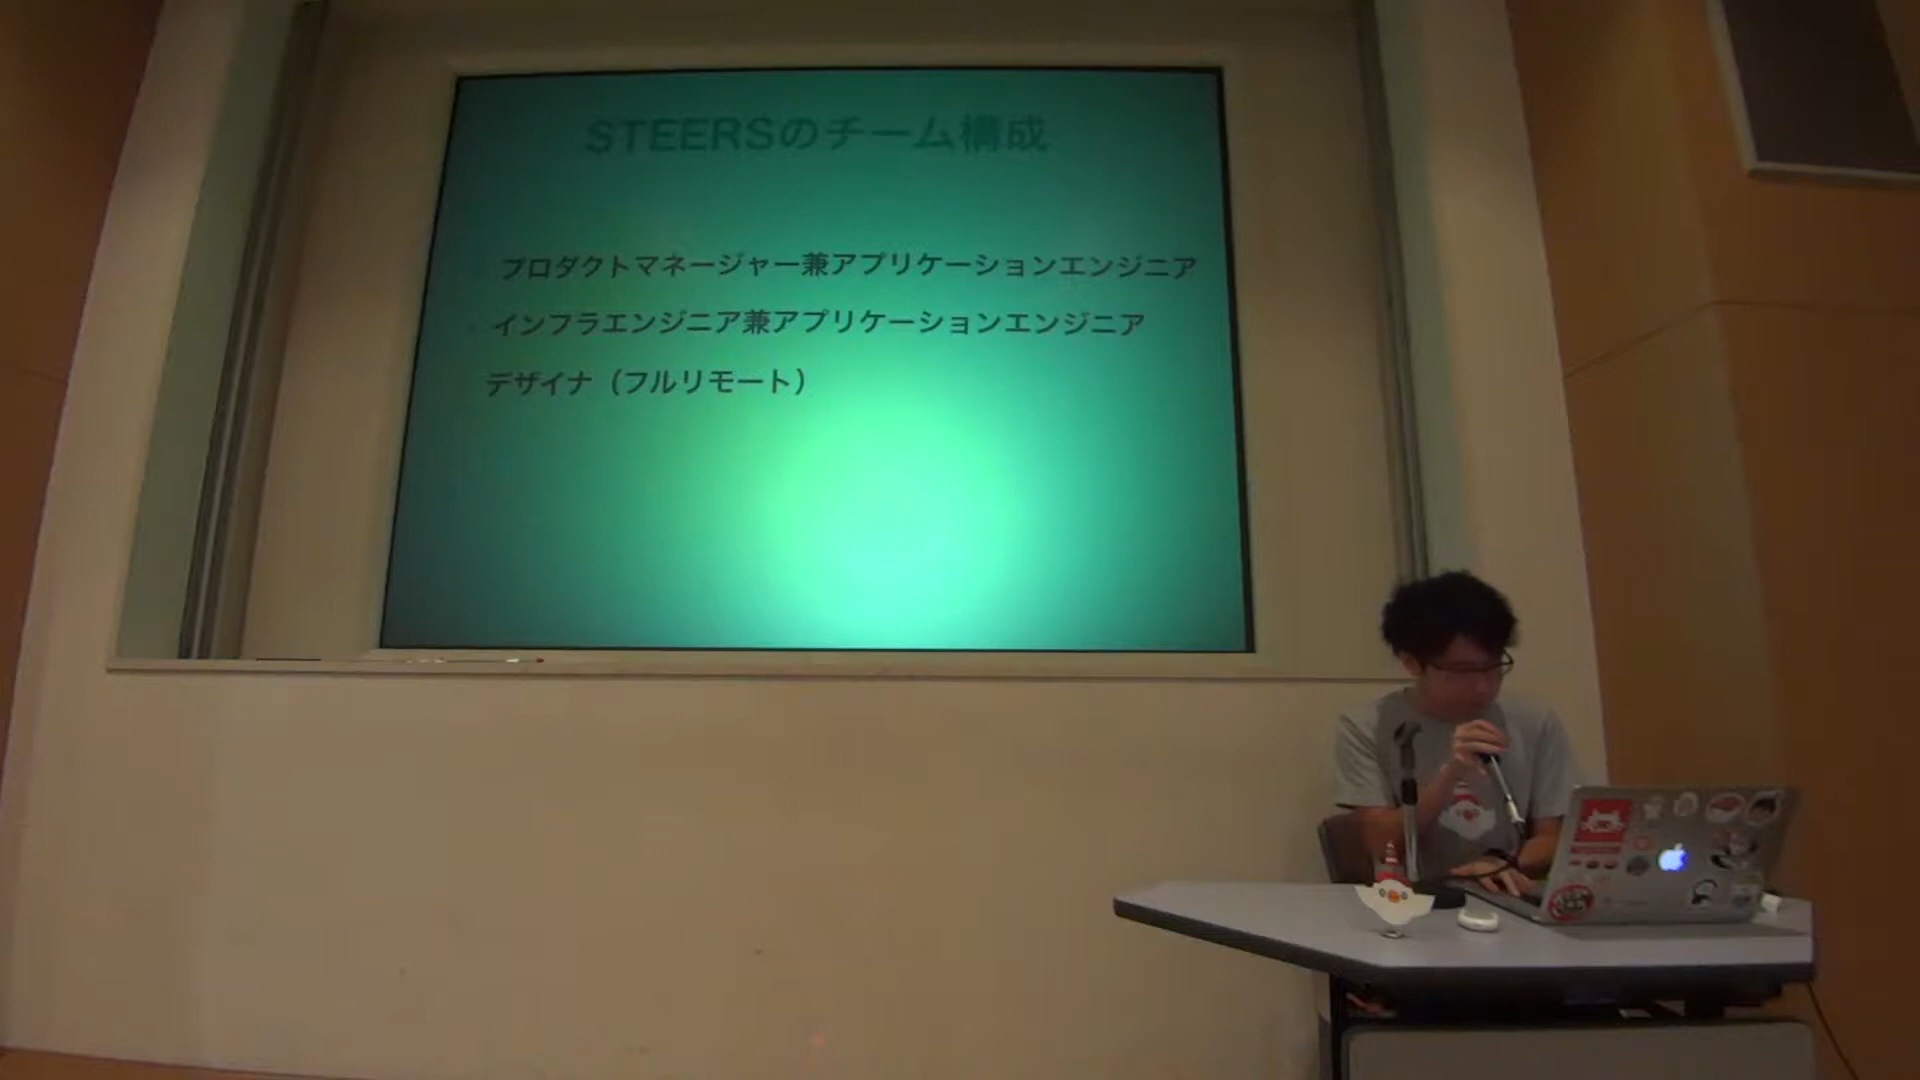 STEERSのチーム構成
プロダクトマネージャー兼アプリケーションエンジニア
インフラエンジニア兼アプリケーションエンジニア
デザイナ（フルリモート）